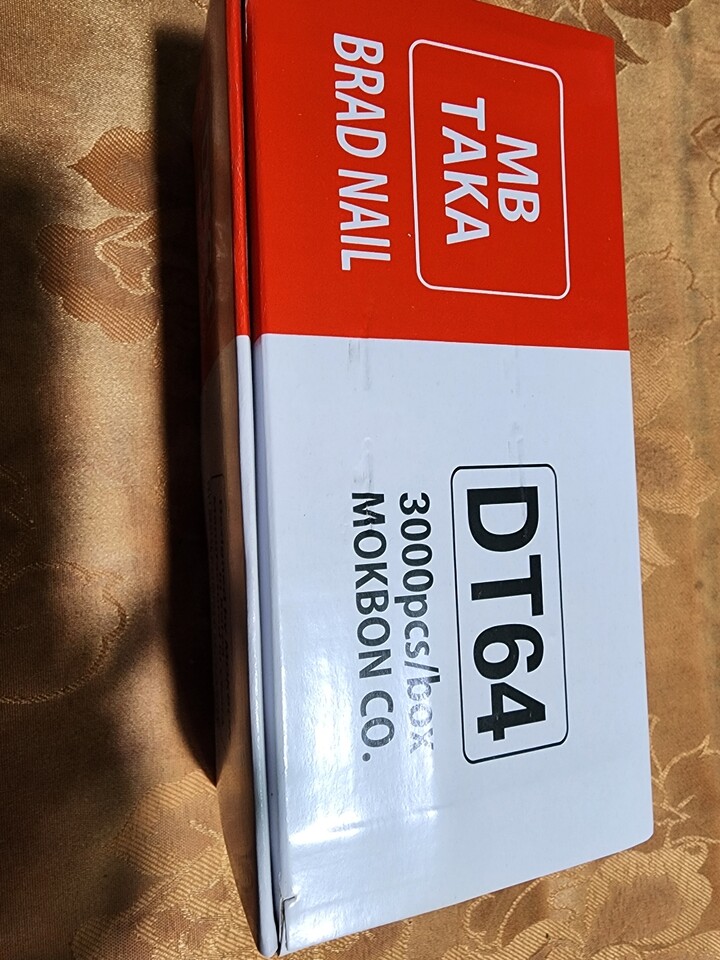 MB
TAKA
BRAD NAIL
DT64
3000pcs/box
MOKBON CO.